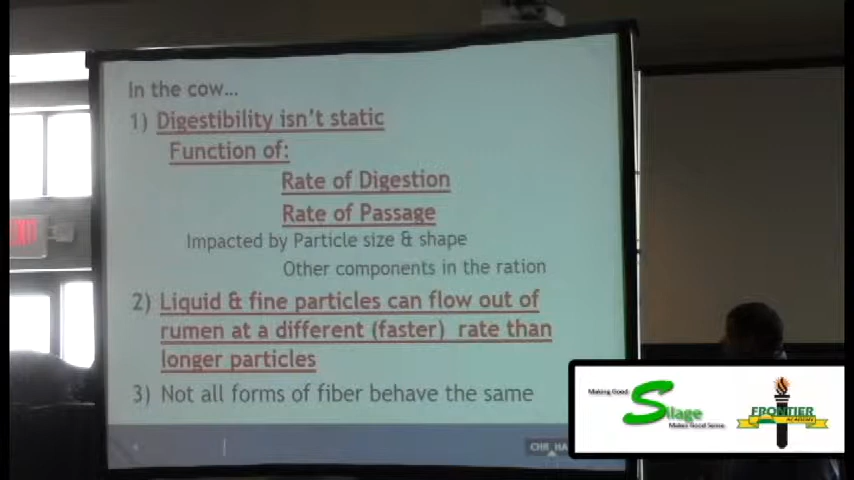 In the cow...
1) Digestibility isn't static
Function of:
Rate of Digestion
Rate of Passage
Impacted by Particle size & shape
Other components in the ration
2) Liquid & fine particles can flow out of
rumen at a different (faster) rate than
longer particles
3) Not all forms of fiber behave the same
CHR_HA
Making Good
Silage
Makes Good Sense
FRONTIER
ACADEMY